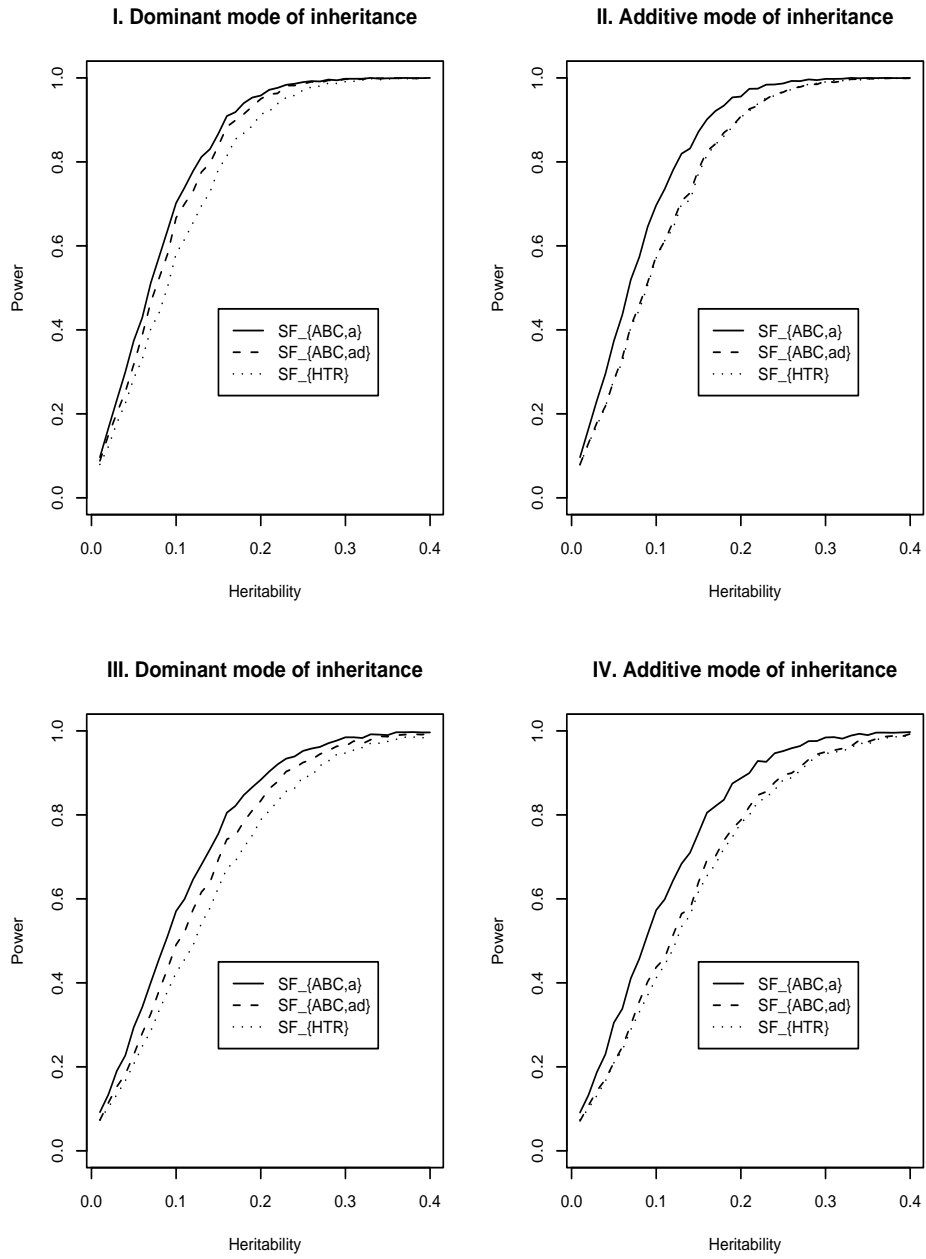 I. Dominant mode of inheritance
Power
1.0
0.8
0.6
0.4
0.2
0.0
SF_{ABC,a}
SF_{ABC,ad}
SF_{HTR}
0.0 0.1 0.2 0.3 0.4
Heritability
II. Additive mode of inheritance
Power
1.0
0.8
0.6
0.4
0.2
0.0
SF_{ABC,a}
SF_{ABC,ad}
SF_{HTR}
0.0 0.1 0.2 0.3 0.4
Heritability
III. Dominant mode of inheritance
Power
1.0
0.8
0.6
0.4
0.2
0.0
SF_{ABC,a}
SF_{ABC,ad}
SF_{HTR}
0.0 0.1 0.2 0.3 0.4
Heritability
IV. Additive mode of inheritance
Power
1.0
0.8
0.6
0.4
0.2
0.0
SF_{ABC,a}
SF_{ABC,ad}
SF_{HTR}
0.0 0.1 0.2 0.3 0.4
Heritability